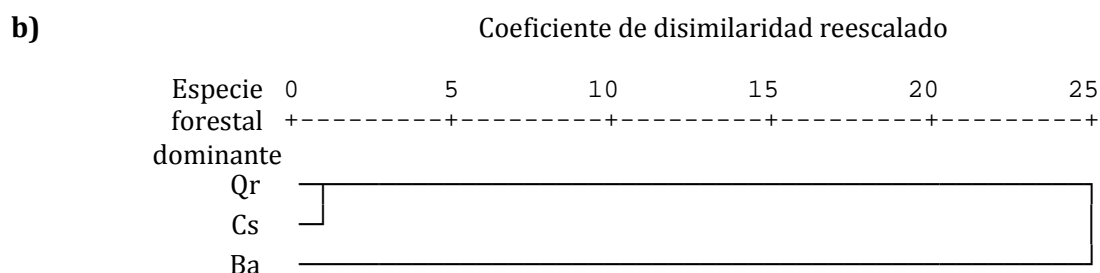 b) Coeficiente de disimilaridad reescalado
Especie 0 5 10 15 20 25
forestal +---------+---------+---------+---------+---------+
dominante
Qr
Cs
Ba